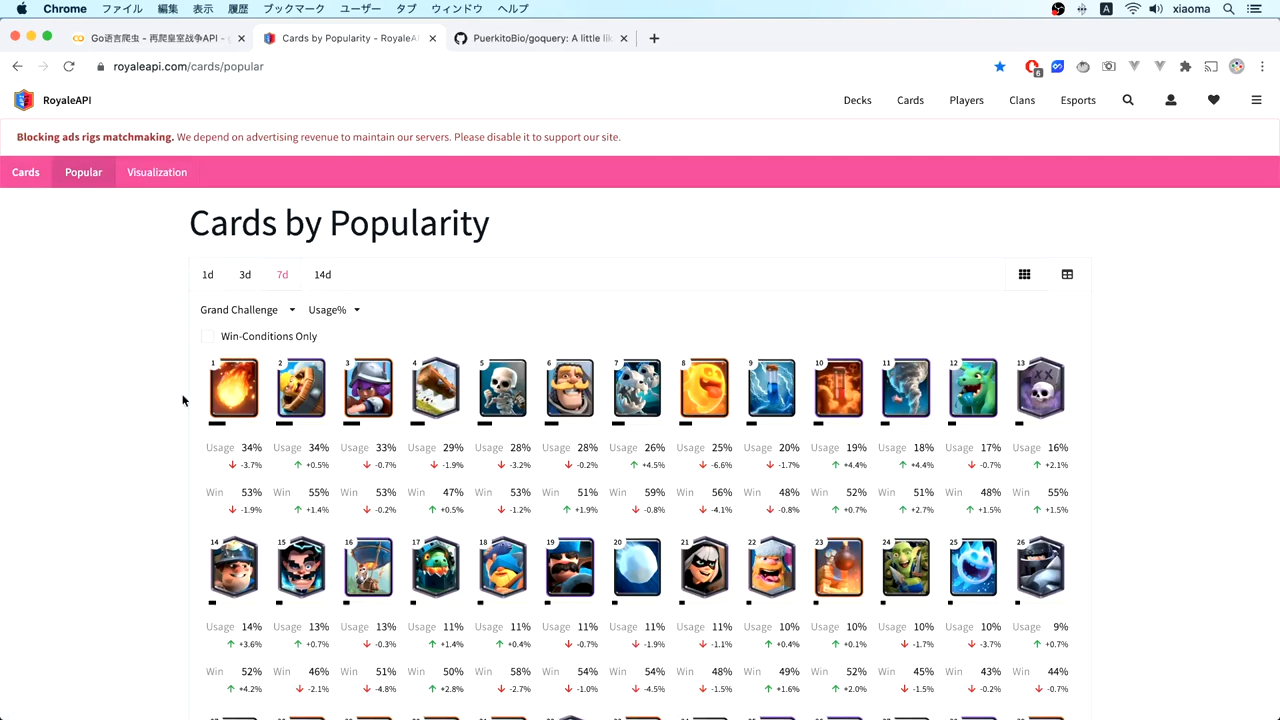 Chrome ファイル 編集 表示 履歴 ブックマーク ユーザー タブ ウィンドウ ヘルプ A xiaoma
Go语言爬虫 - 再爬皇室战争API - Cards by Popularity - RoyaleAP PuerkitoBio/goquery: A little lik
royaleapi.com/cards/popular 6
RoyaleAPI Decks Cards Players Clans Esports
Blocking ads rigs matchmaking. We depend on advertising revenue to maintain our servers. Please disable it to support our site.
Cards Popular Visualization
Cards by Popularity
1d 3d 7d 14d
Grand Challenge Usage%
Win-Conditions Only
1 2 3 4 5 6 7 8 9 10 11 12 13
Usage 34% Usage 34% Usage 33% Usage 29% Usage 28% Usage 28% Usage 26% Usage 25% Usage 20% Usage 19% Usage 18% Usage 17% Usage 16%
-3.7% +0.5% -0.7% -1.9% -3.2% -0.2% +4.5% -6.6% -1.7% +4.4% +4.4% -0.7% +2.1%
Win 53% Win 55% Win 53% Win 47% Win 53% Win 51% Win 59% Win 56% Win 48% Win 52% Win 51% Win 48% Win 55%
-1.9% +1.4% -0.2% +0.5% -1.2% +1.9% -0.8% -4.1% -0.8% +0.7% +2.7% +1.5% +1.5%
14 15 16 17 18 19 20 21 22 23 24 25 26
Usage 14% Usage 13% Usage 13% Usage 11% Usage 11% Usage 11% Usage 11% Usage 11% Usage 10% Usage 10% Usage 10% Usage 10% Usage 9%
+3.6% +0.7% -0.3% +1.4% +0.4% -0.7% -1.9% -1.1% +0.4% +0.1% -1.7% -3.7% +0.7%
Win 52% Win 46% Win 51% Win 50% Win 58% Win 54% Win 54% Win 48% Win 49% Win 52% Win 45% Win 43% Win 44%
+4.2% -2.1% -4.8% +2.8% -2.7% -1.0% -4.5% -1.5% +1.6% +2.0% -1.5% -0.2% -0.7%